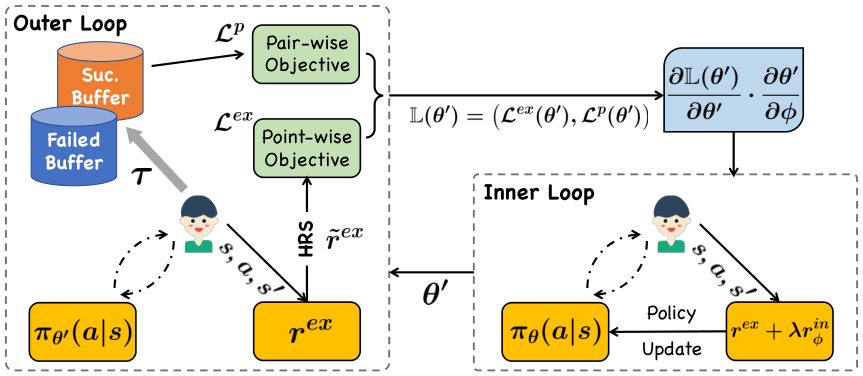 Outer Loop
Suc.
Buffer
Failed
Buffer
τ
𝓛^p
Pair-wise
Objective
𝓛^{ex}
Point-wise
Objective
HRS
r̃^{ex}
s, a, s′
π_{θ′}(a|s)
r^{ex}
𝕃(θ′) = (𝓛^{ex}(θ′), 𝓛^p(θ′))
∂𝕃(θ′)/∂θ′ · ∂θ′/∂ϕ
θ′
Inner Loop
s, a, s′
π_θ(a|s)
Policy
Update
r^{ex} + λr_ϕ^{in}